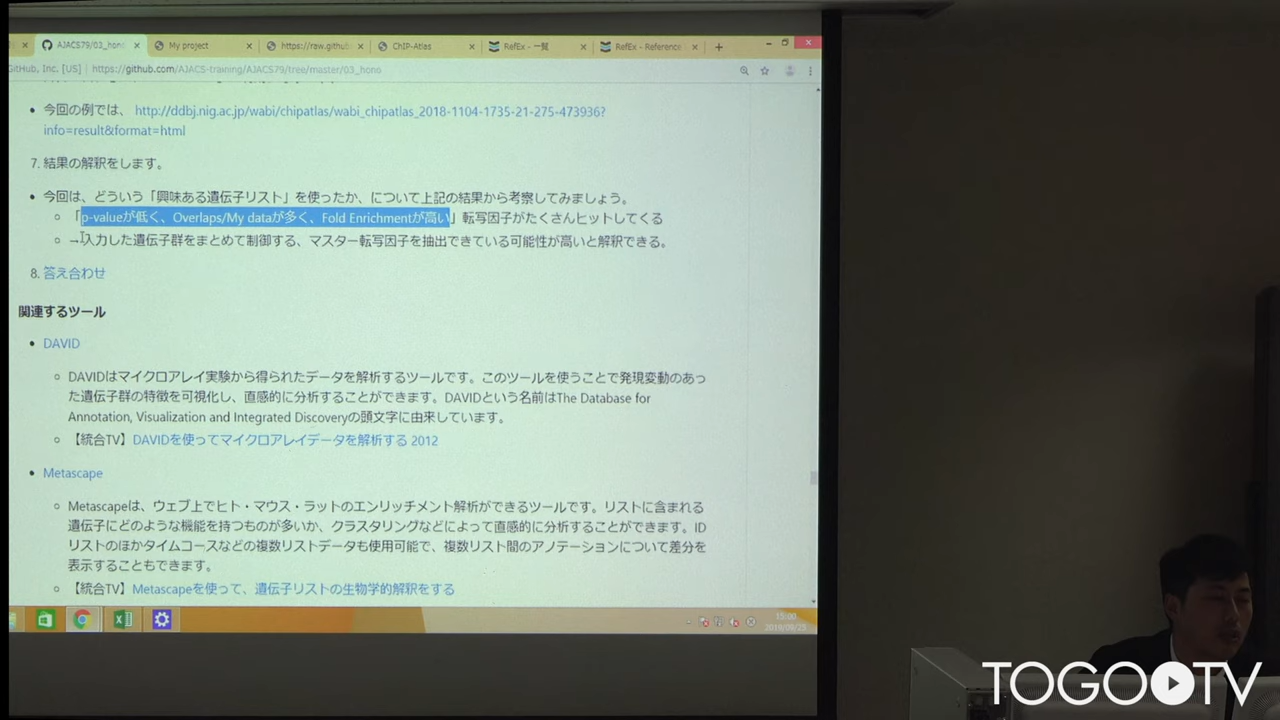 AJACS79/03_hono
My project
https://raw.github
ChIP-Atlas
RefEx - 一覧
RefEx - Reference
GitHub, Inc. [US] | https://github.com/AJACS-training/AJACS79/tree/master/03_hono
• 今回の例では、 http://ddbj.nig.ac.jp/wabi/chipatlas/wabi_chipatlas_2018-1104-1735-21-275-473936?
info=result&format=html
7. 結果の解釈をします。
• 今回は、どういう「興味ある遺伝子リスト」を使ったか、について上記の結果から考察してみましょう。
「p-valueが低く、Overlaps/My dataが多く、Fold Enrichmentが高い」転写因子がたくさんヒットしてくる
→入力した遺伝子群をまとめて制御する、マスター転写因子を抽出できている可能性が高いと解釈できる。
8. 答え合わせ
関連するツール
• DAVID
DAVIDはマイクロアレイ実験から得られたデータを解析するツールです。このツールを使うことで発現変動のあっ
た遺伝子群の特徴を可視化し、直感的に分析することができます。DAVIDという名前はThe Database for
Annotation, Visualization and Integrated Discoveryの頭文字に由来しています。
【統合TV】DAVIDを使ってマイクロアレイデータを解析する 2012
• Metascape
Metascapeは、ウェブ上でヒト・マウス・ラットのエンリッチメント解析ができるツールです。リストに含まれる
遺伝子にどのような機能を持つものが多いか、クラスタリングなどによって直感的に分析することができます。ID
リストのほかタイムコースなどの複数リストデータも使用可能で、複数リスト間のアノテーションについて差分を
表示することもできます。
【統合TV】Metascapeを使って、遺伝子リストの生物学的解釈をする
15:00
2019/09/25
TOGOTV